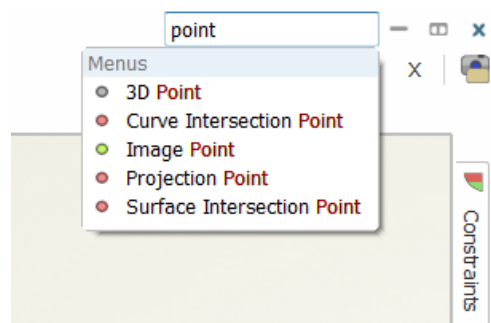 point
Menus
X
3D Point
Curve Intersection Point
Image Point
Projection Point
Surface Intersection Point
Constraints